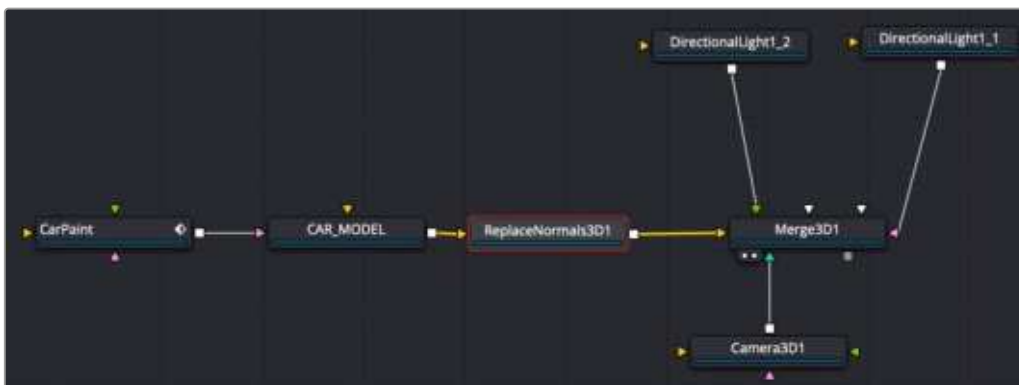 DirectionalLight1_2
DirectionalLight1_1
CarPaint
CAR_MODEL
ReplaceNormals3D1
Merge3D1
Camera3D1